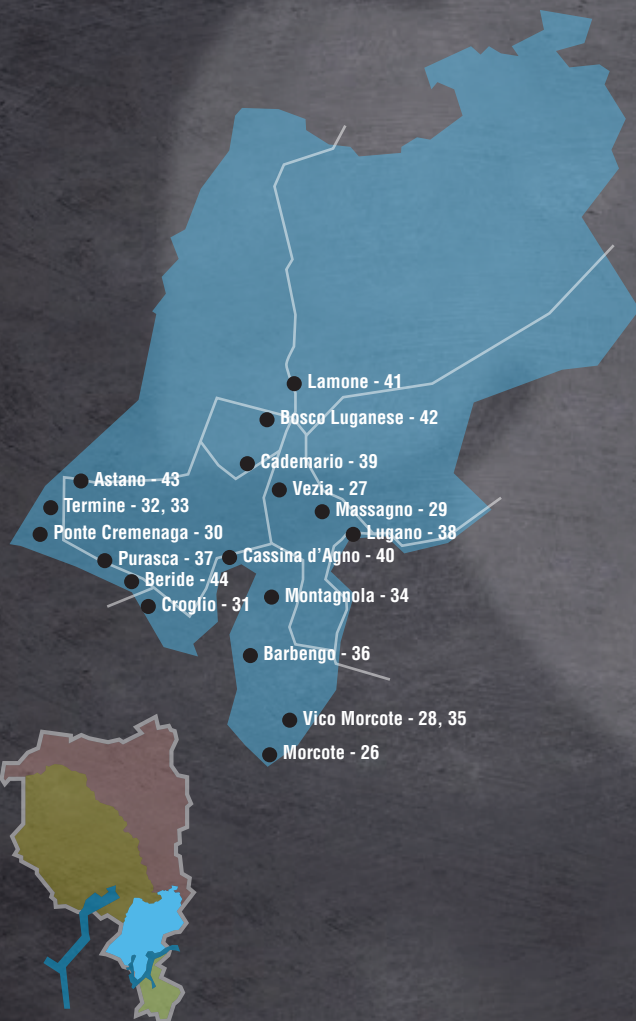 Lamone - 41
Bosco Luganese - 42
Cademario - 39
Astano - 43
Vezia - 27
Termine - 32, 33
Massagno - 29
Ponte Cremenaga - 30
Lugano - 38
Purasca - 37
Cassina d’Agno - 40
Beride - 44
Montagnola - 34
Croglio - 31
Barbengo - 36
Vico Morcote - 28, 35
Morcote - 26